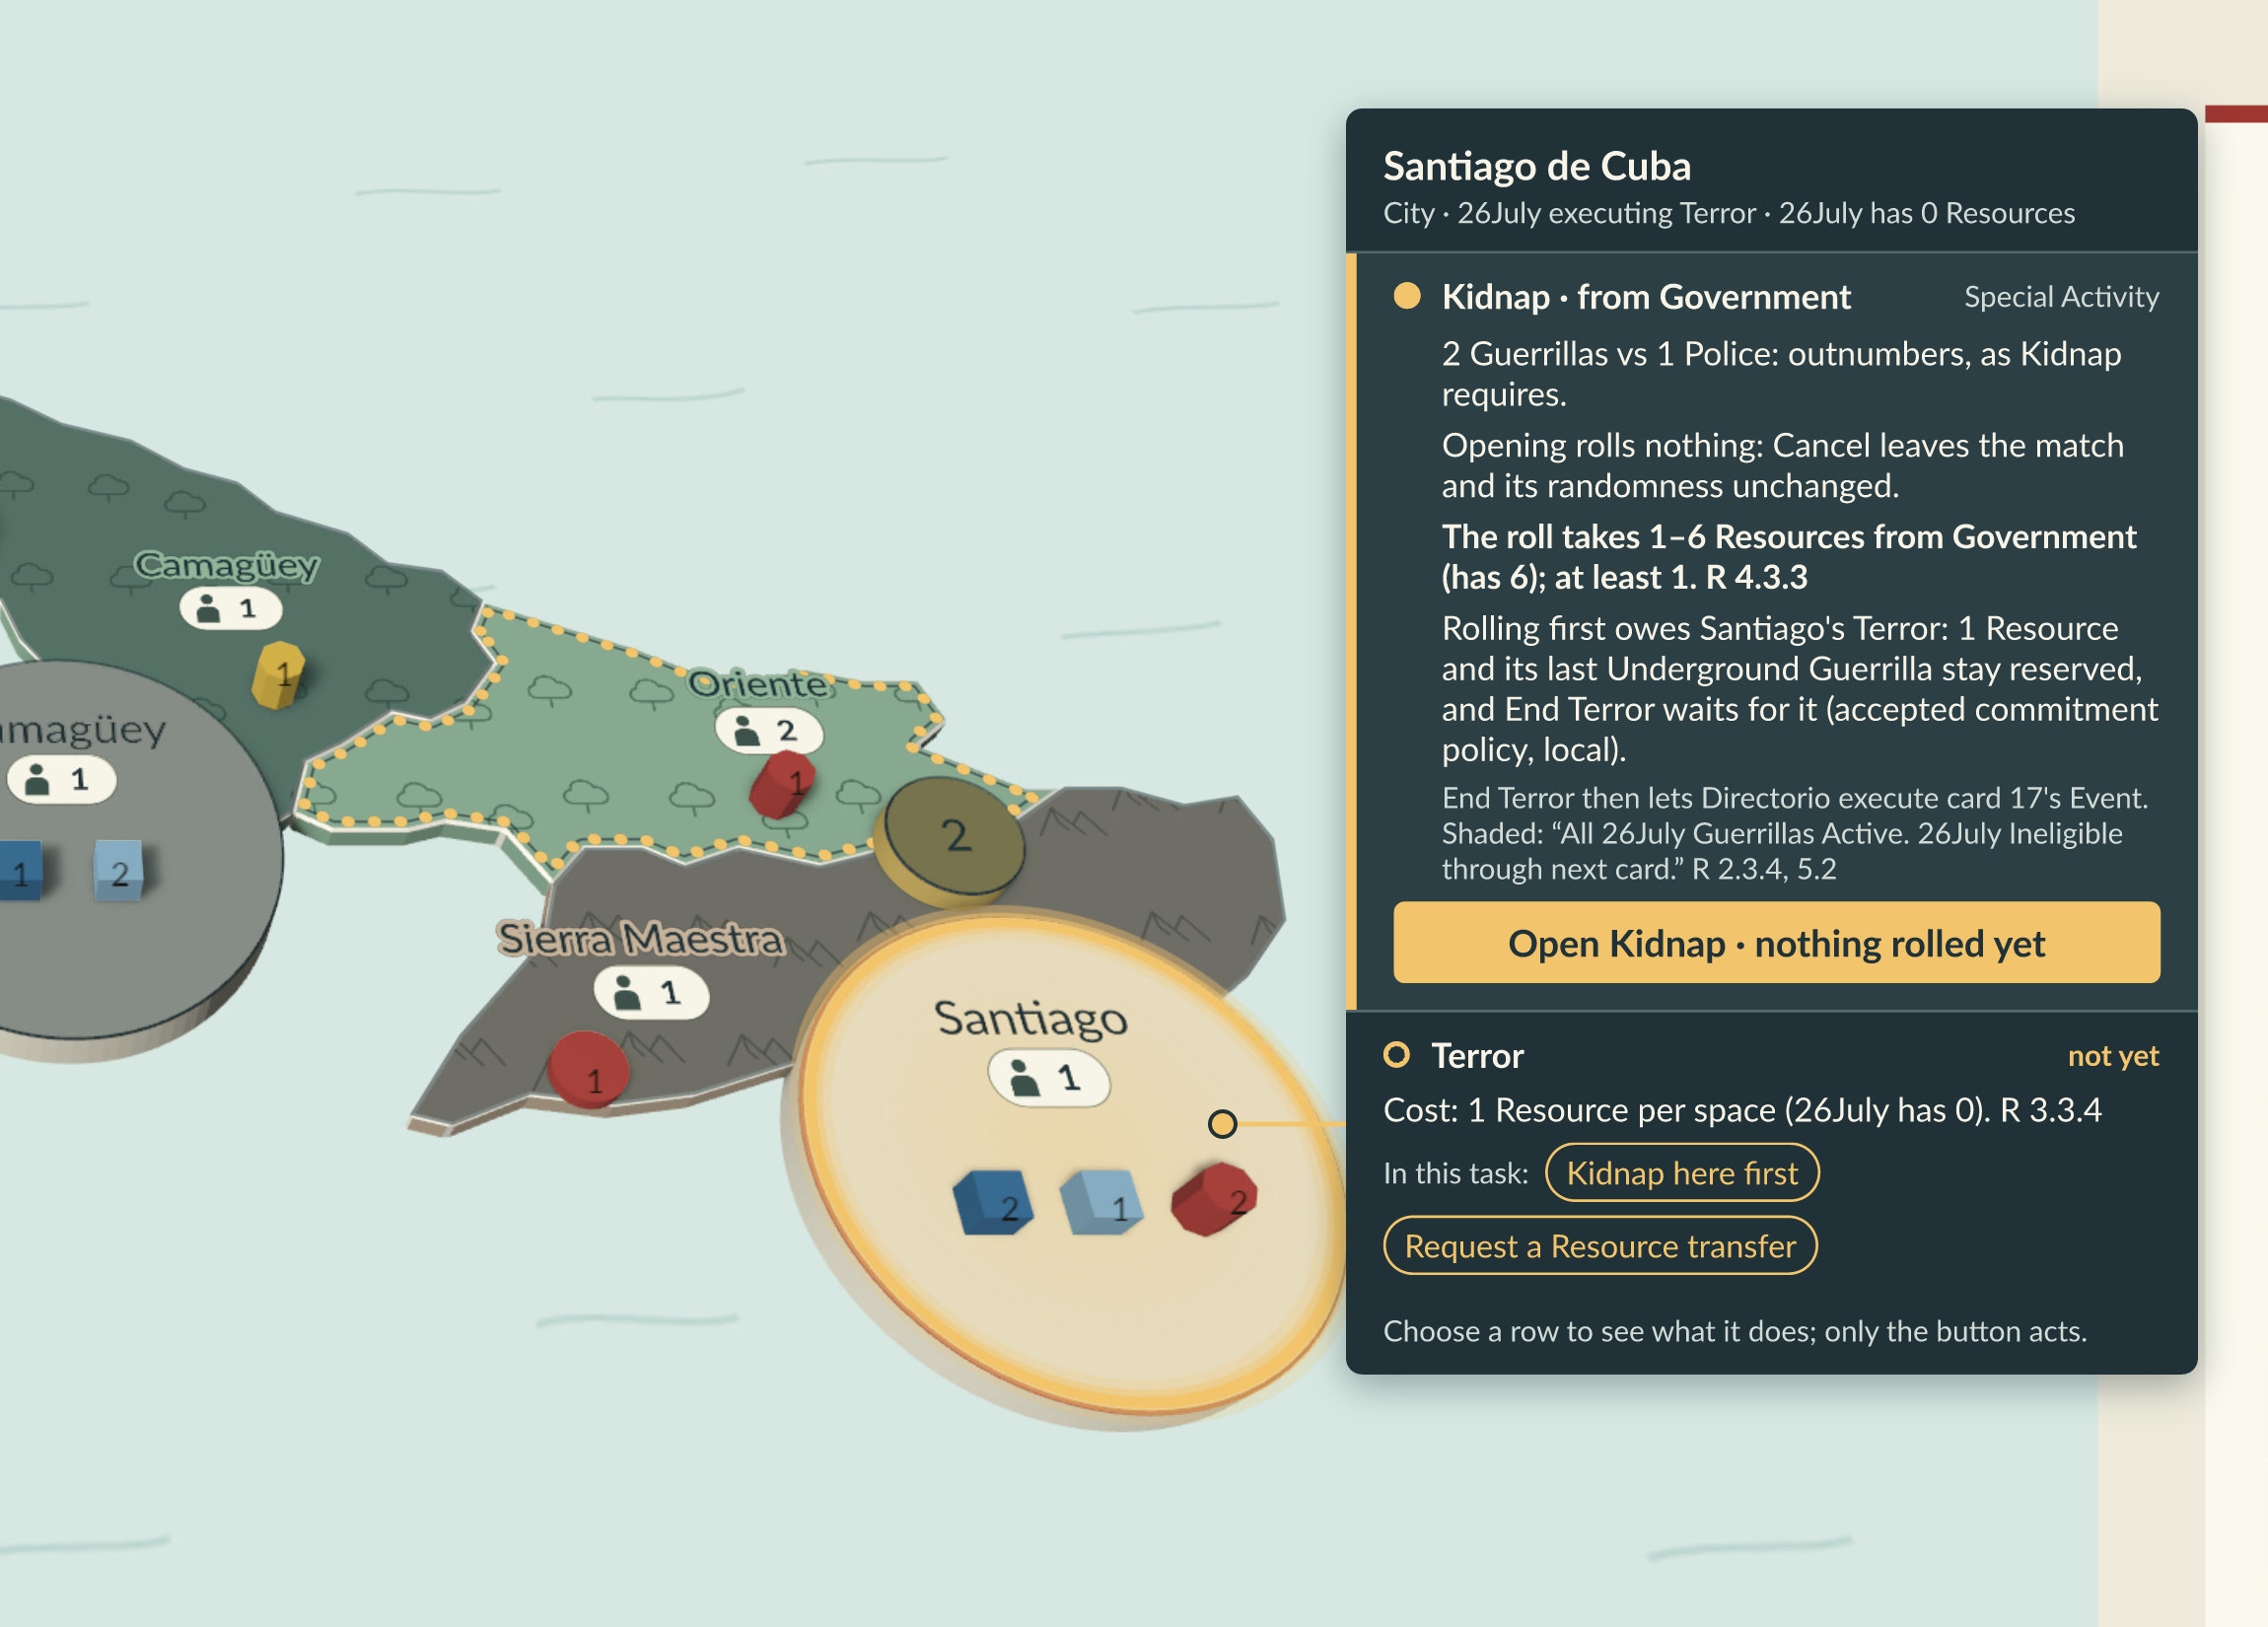 Camagüey
1
1
amagüey
1
1
2
Oriente
2
1
2
Sierra Maestra
1
1
Santiago
1
2
1
2
Santiago de Cuba
City · 26July executing Terror · 26July has 0 Resources
Kidnap · from Government
Special Activity
2 Guerrillas vs 1 Police: outnumbers, as Kidnap
requires.
Opening rolls nothing: Cancel leaves the match
and its randomness unchanged.
The roll takes 1–6 Resources from Government
(has 6); at least 1. R 4.3.3
Rolling first owes Santiago's Terror: 1 Resource
and its last Underground Guerrilla stay reserved,
and End Terror waits for it (accepted commitment
policy, local).
End Terror then lets Directorio execute card 17's Event.
Shaded: “All 26July Guerrillas Active. 26July Ineligible
through next card.” R 2.3.4, 5.2
Open Kidnap · nothing rolled yet
Terror
not yet
Cost: 1 Resource per space (26July has 0). R 3.3.4
In this task: Kidnap here first
Request a Resource transfer
Choose a row to see what it does; only the button acts.